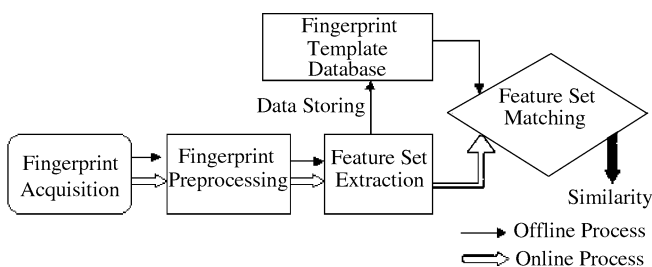 Fingerprint
Template
Database
Data Storing
Feature Set
Matching
Fingerprint
Acquisition
Fingerprint
Preprocessing
Feature Set
Extraction
Similarity
Offline Process
Online Process